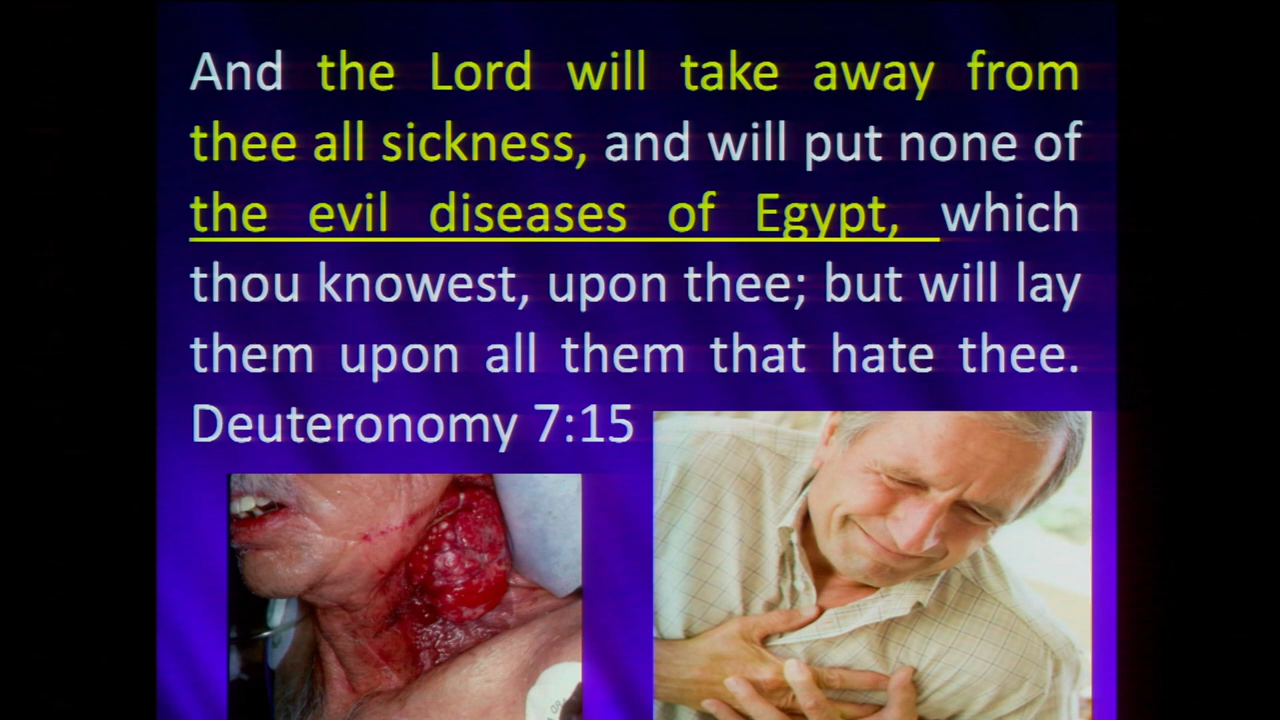 And the Lord will take away from
thee all sickness, and will put none of
the evil diseases of Egypt, which
thou knowest, upon thee; but will lay
them upon all them that hate thee.
Deuteronomy 7:15